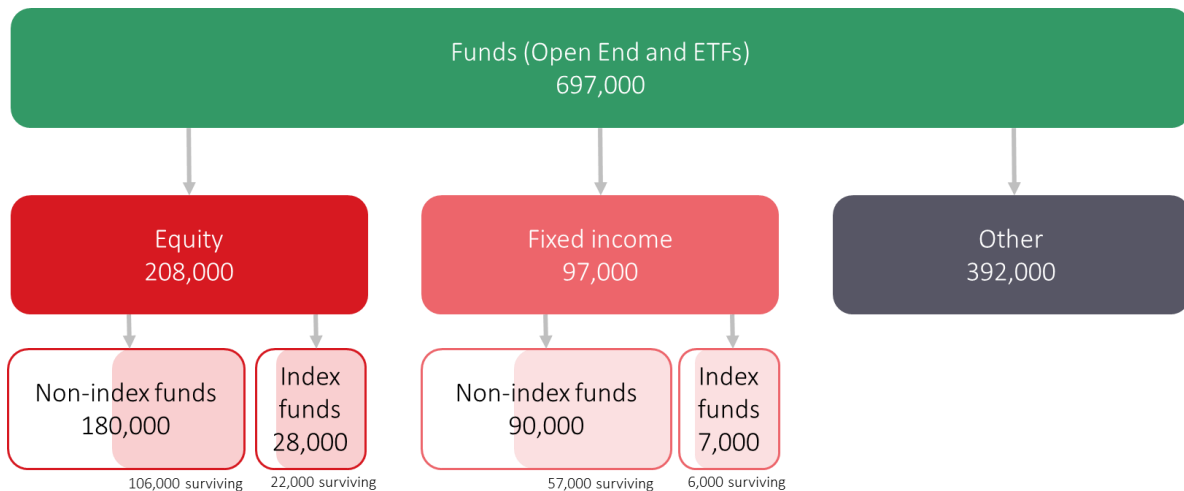 Funds (Open End and ETFs)
697,000
Equity
208,000
Fixed income
97,000
Other
392,000
Non-index funds
180,000
Index
funds
28,000
Non-index funds
90,000
Index
funds
7,000
106,000 surviving
22,000 surviving
57,000 surviving
6,000 surviving